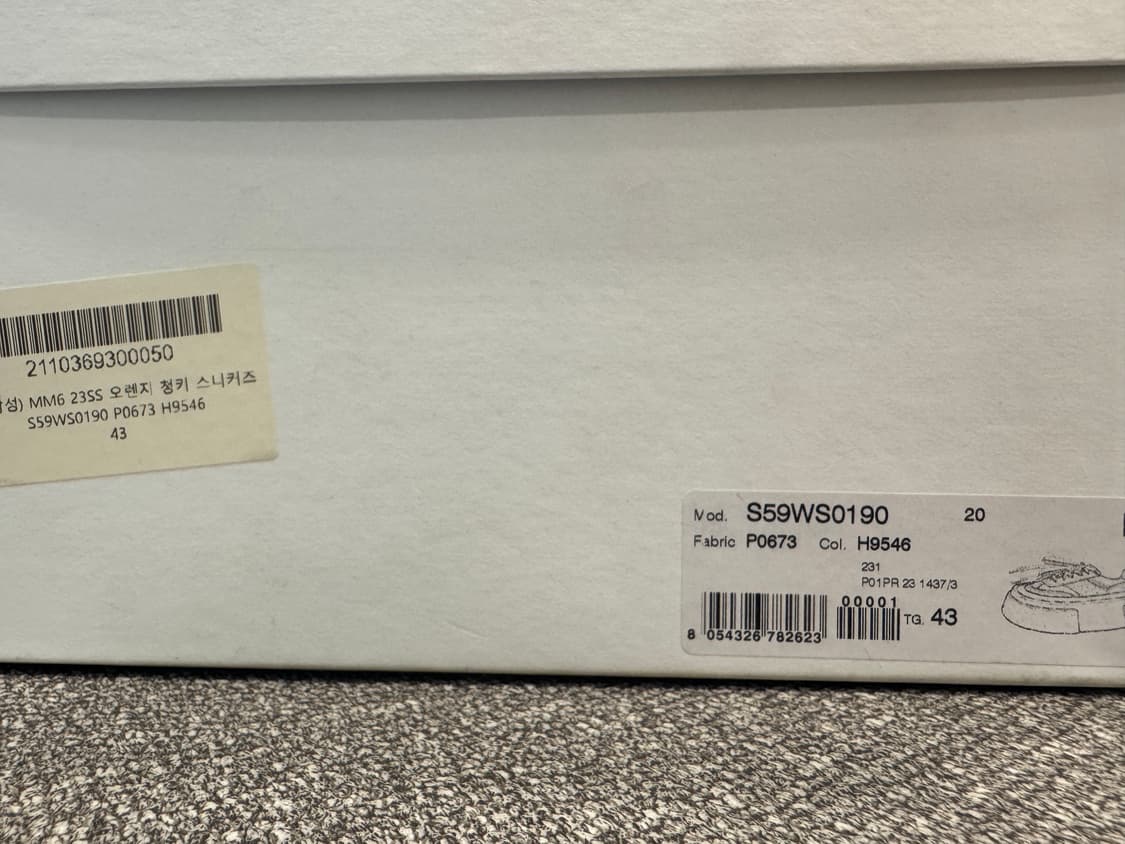 2110369300050
성) MM6 23SS 오렌지 청키 스니커즈
S59WS0190 P0673 H9546
43
Mod. S59WS0190 20
Fabric P0673 Col. H9546
231
P01PR 23 1437/3
00001
8 054326 782623
TG. 43